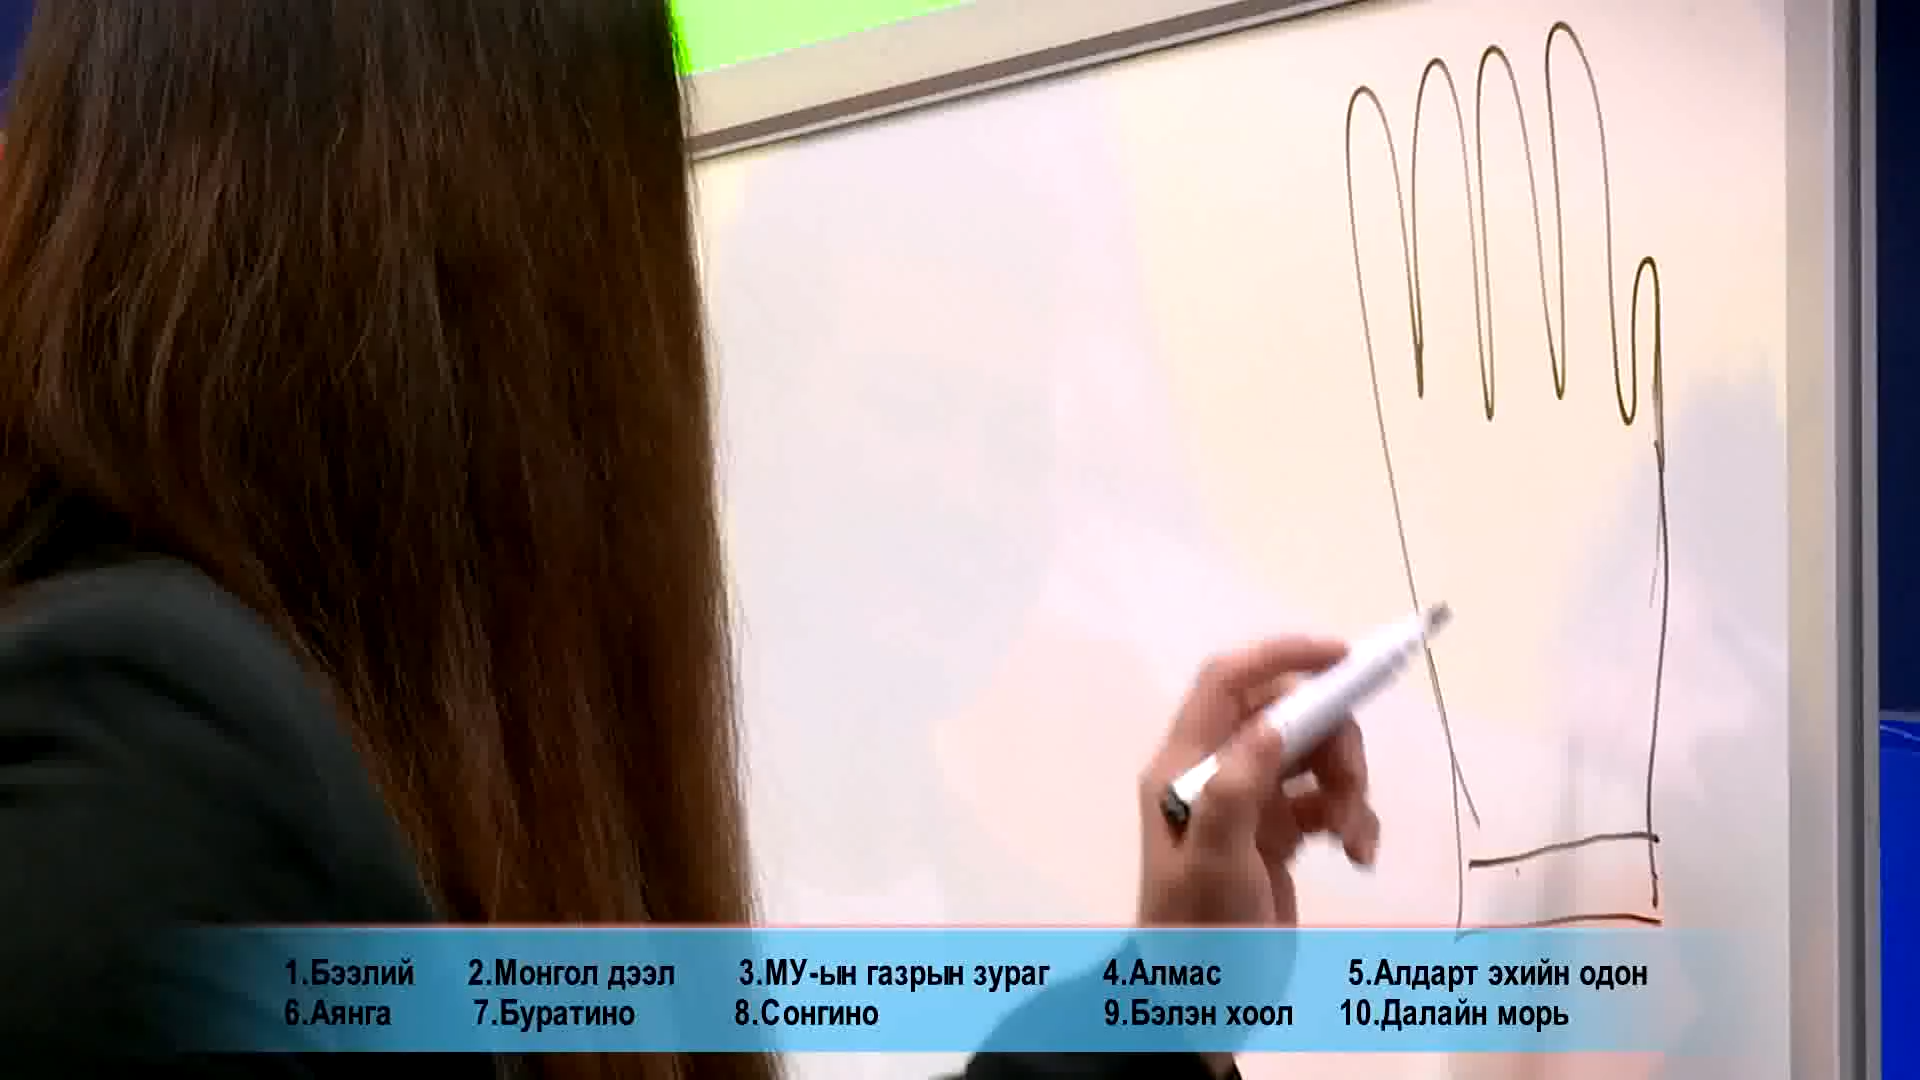 1.Бээлий 2.Монгол дээл 3.МУ-ын газрын зураг 4.Алмас 5.Алдарт эхийн одон
6.Аянга 7.Буратино 8.Сонгино 9.Бэлэн хоол 10.Далайн морь